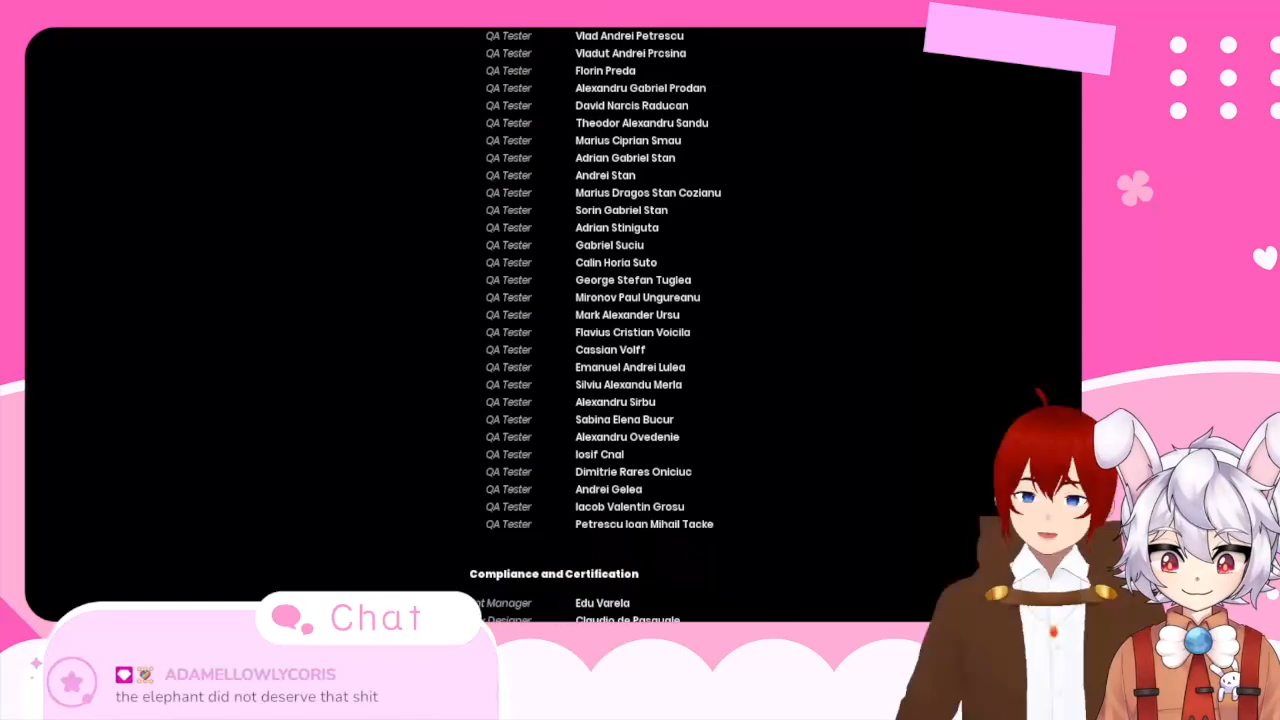 QA Tester Vlad Andrei Petrescu
QA Tester Vladut Andrei Prcsina
QA Tester Florin Preda
QA Tester Alexandru Gabriel Prodan
QA Tester David Narcis Raducan
QA Tester Theodor Alexandru Sandu
QA Tester Marius Ciprian Smau
QA Tester Adrian Gabriel Stan
QA Tester Andrei Stan
QA Tester Marius Dragos Stan Cozianu
QA Tester Sorin Gabriel Stan
QA Tester Adrian Stiniguta
QA Tester Gabriel Suciu
QA Tester Calin Horia Suto
QA Tester George Stefan Tuglea
QA Tester Mironov Paul Ungureanu
QA Tester Mark Alexander Ursu
QA Tester Flavius Cristian Voicila
QA Tester Cassian Volff
QA Tester Emanuel Andrei Lulea
QA Tester Silviu Alexandu Merla
QA Tester Alexandru Sirbu
QA Tester Sabina Elena Bucur
QA Tester Alexandru Ovedenie
QA Tester Iosif Cnal
QA Tester Dimitrie Rares Oniciuc
QA Tester Andrei Gelea
QA Tester Iacob Valentin Grosu
QA Tester Petrescu Ioan Mihail Tacke
Compliance and Certification
Manager Edu Varela
Designer Claudio de Pasquale
Chat
ADAMELLOWLYCORIS
the elephant did not deserve that shit